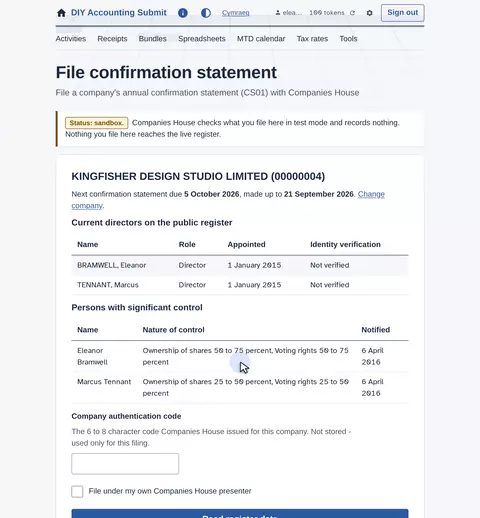 DIY Accounting Submit
Cymraeg
elea...
100 tokens
Sign out
Activities Receipts Bundles Spreadsheets MTD calendar Tax rates Tools
File confirmation statement
File a company's annual confirmation statement (CS01) with Companies House
Status: sandbox. Companies House checks what you file here in test mode and records nothing.
Nothing you file here reaches the live register.
KINGFISHER DESIGN STUDIO LIMITED (00000004)
Next confirmation statement due 5 October 2026, made up to 21 September 2026. Change
company.
Current directors on the public register
Name Role Appointed Identity verification
BRAMWELL, Eleanor Director 1 January 2015 Not verified
TENNANT, Marcus Director 1 January 2015 Not verified
Persons with significant control
Name Nature of control Notified
Eleanor Ownership of shares 50 to 75 percent, Voting rights 50 to 75 6 April
Bramwell percent 2016
Marcus Tennant Ownership of shares 25 to 50 percent, Voting rights 25 to 50 6 April
percent 2016
Company authentication code
The 6 to 8 character code Companies House issued for this company. Not stored -
used only for this filing.
File under my own Companies House presenter